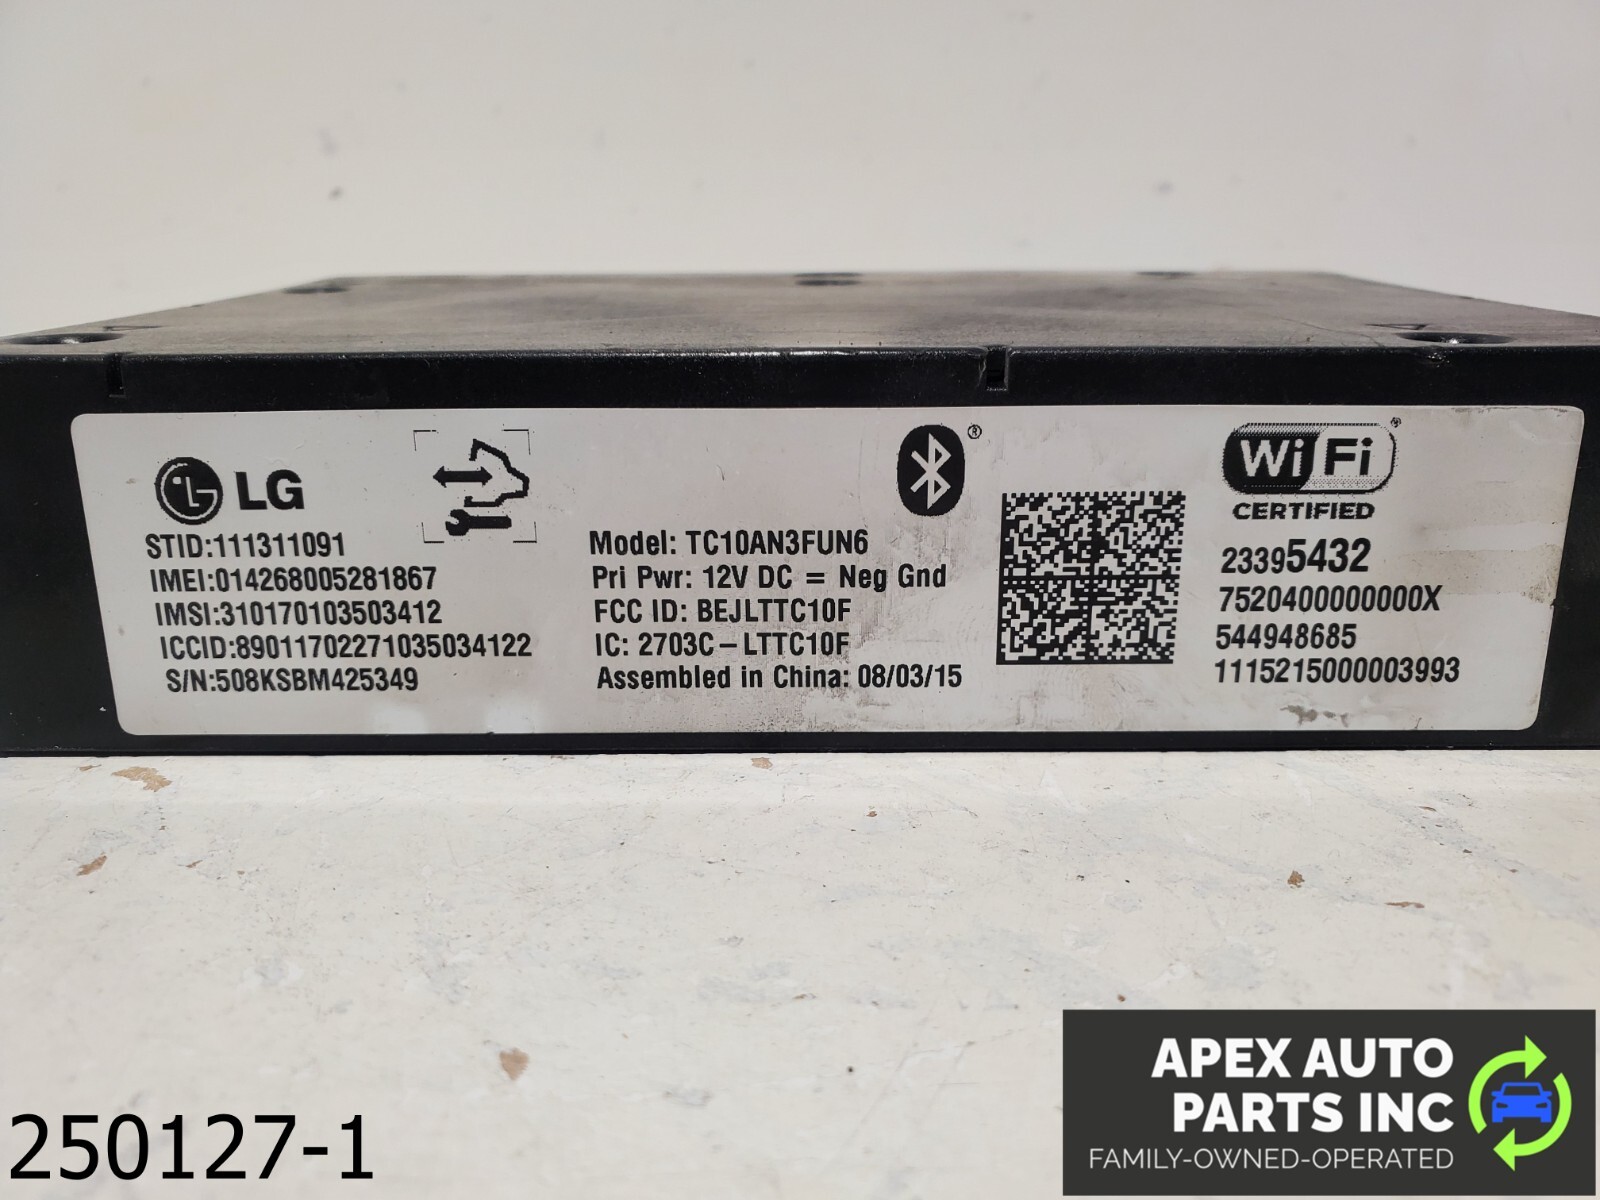 LG
STID:111311091
IMEI:014268005281867
IMSI:310170103503412
ICCID:89011702271035034122
S/N:508KSBM425349
®
Model: TC10AN3FUN6
Pri Pwr: 12V DC = Neg Gnd
FCC ID: BEJLTTC10F
IC: 2703C-LTTC10F
Assembled in China: 08/03/15
Wi Fi ®
CERTIFIED
23395432
7520400000000X
544948685
1115215000003993
250127-1
APEX AUTO
PARTS INC
FAMILY-OWNED-OPERATED